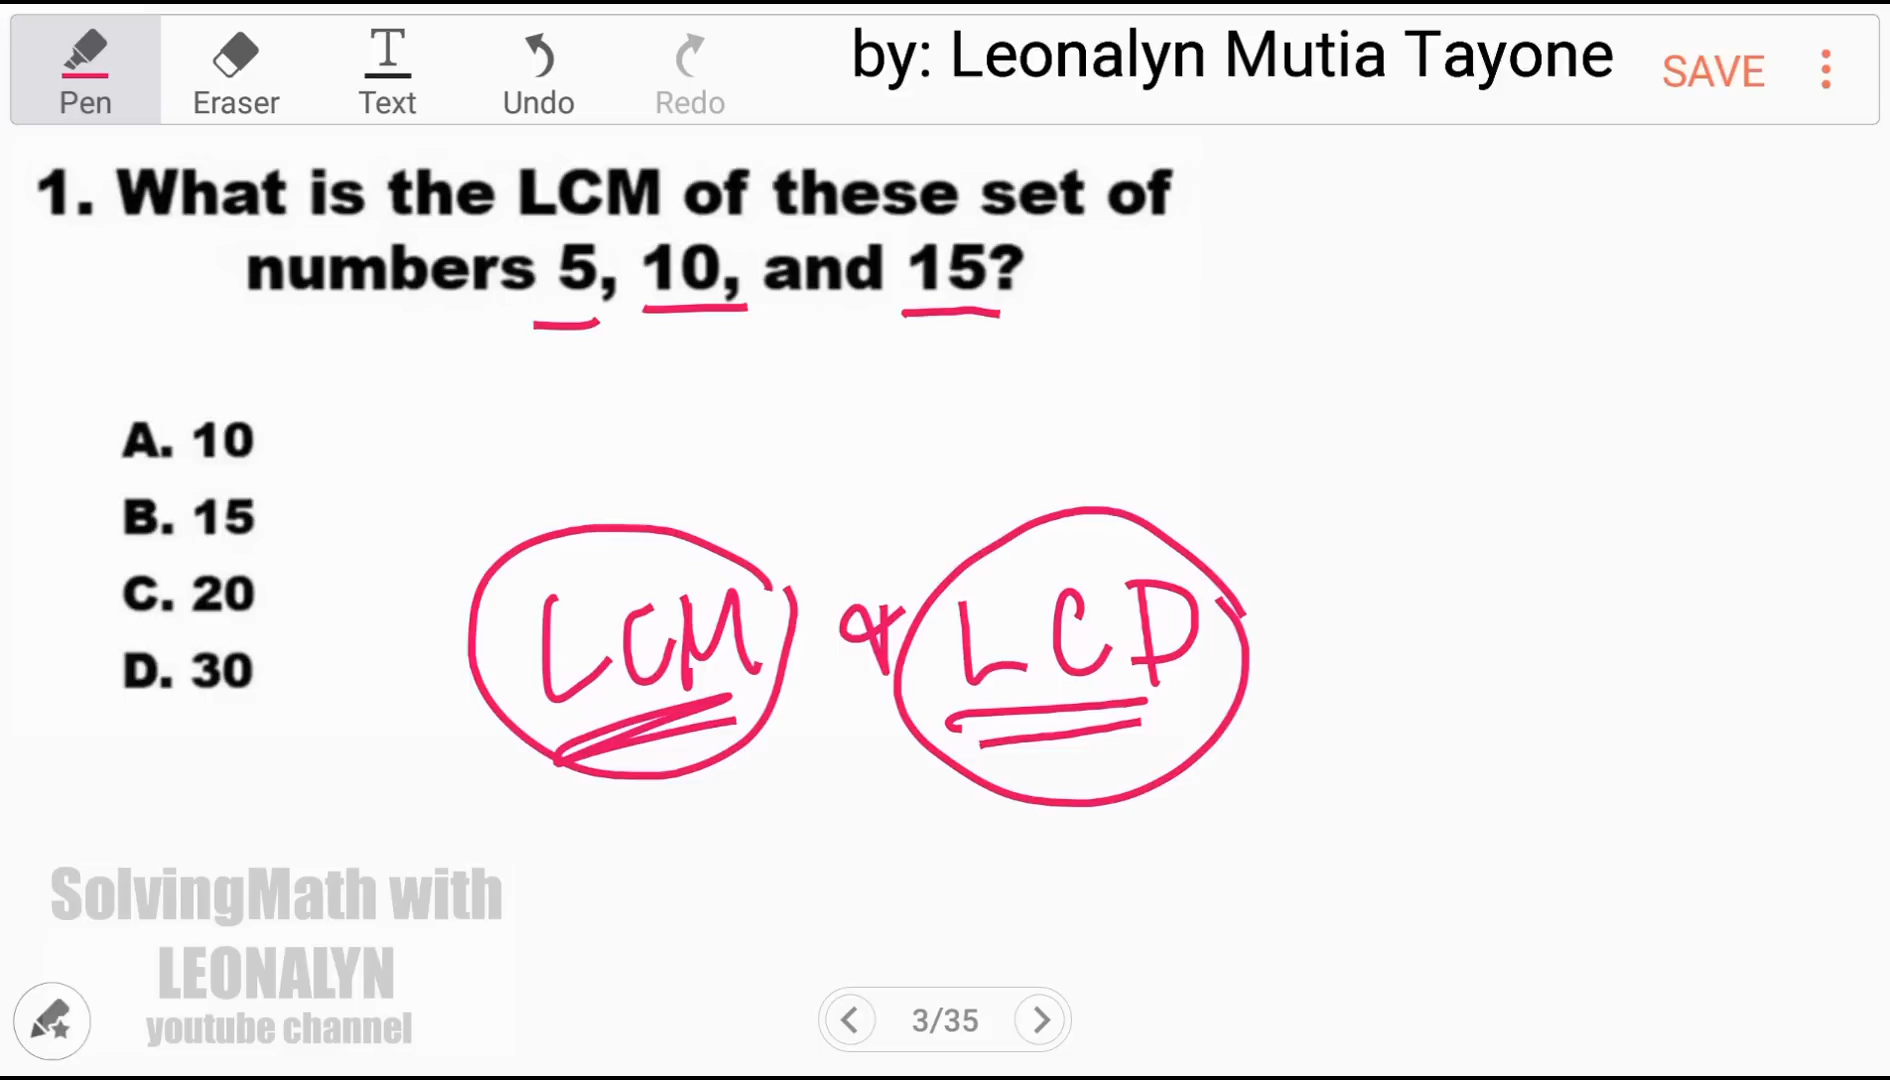 by: Leonalyn Mutia Tayone
SAVE
Pen
Eraser
Text
Undo
Redo
1. What is the LCM of these set of
numbers 5, 10, and 15?
A. 10
B. 15
C. 20
D. 30
LCM & LCD
SolvingMath with
LEONALYN
youtube channel
3/35